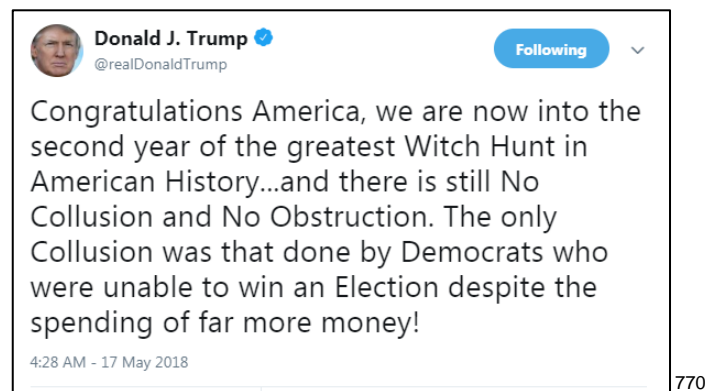 Donald J. Trump
@realDonaldTrump
Following
Congratulations America, we are now into the
second year of the greatest Witch Hunt in
American History...and there is still No
Collusion and No Obstruction. The only
Collusion was that done by Democrats who
were unable to win an Election despite the
spending of far more money!
4:28 AM - 17 May 2018
770